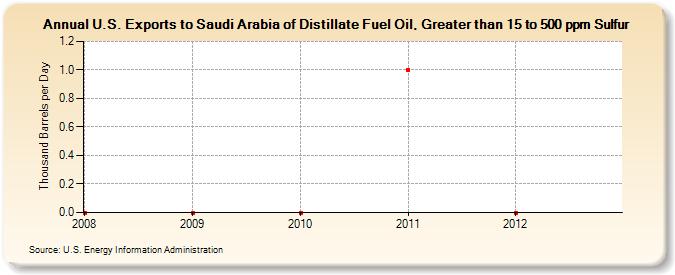 Annual U.S. Exports to Saudi Arabia of Distillate Fuel Oil, Greater than 15 to 500 ppm Sulfur
Thousand Barrels per Day
1.2
1.0
0.8
0.6
0.4
0.2
0.0
2008 2009 2010 2011 2012
Source: U.S. Energy Information Administration